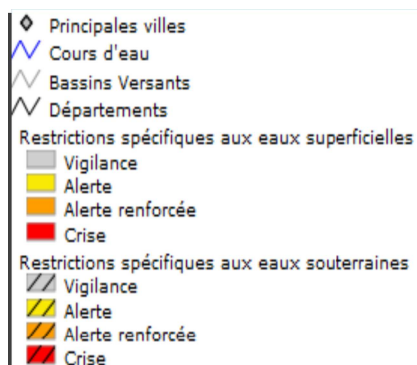 Principales villes
Cours d'eau
Bassins Versants
Départements
Restrictions spécifiques aux eaux superficielles
Vigilance
Alerte
Alerte renforcée
Crise
Restrictions spécifiques aux eaux souterraines
Vigilance
Alerte
Alerte renforcée
Crise